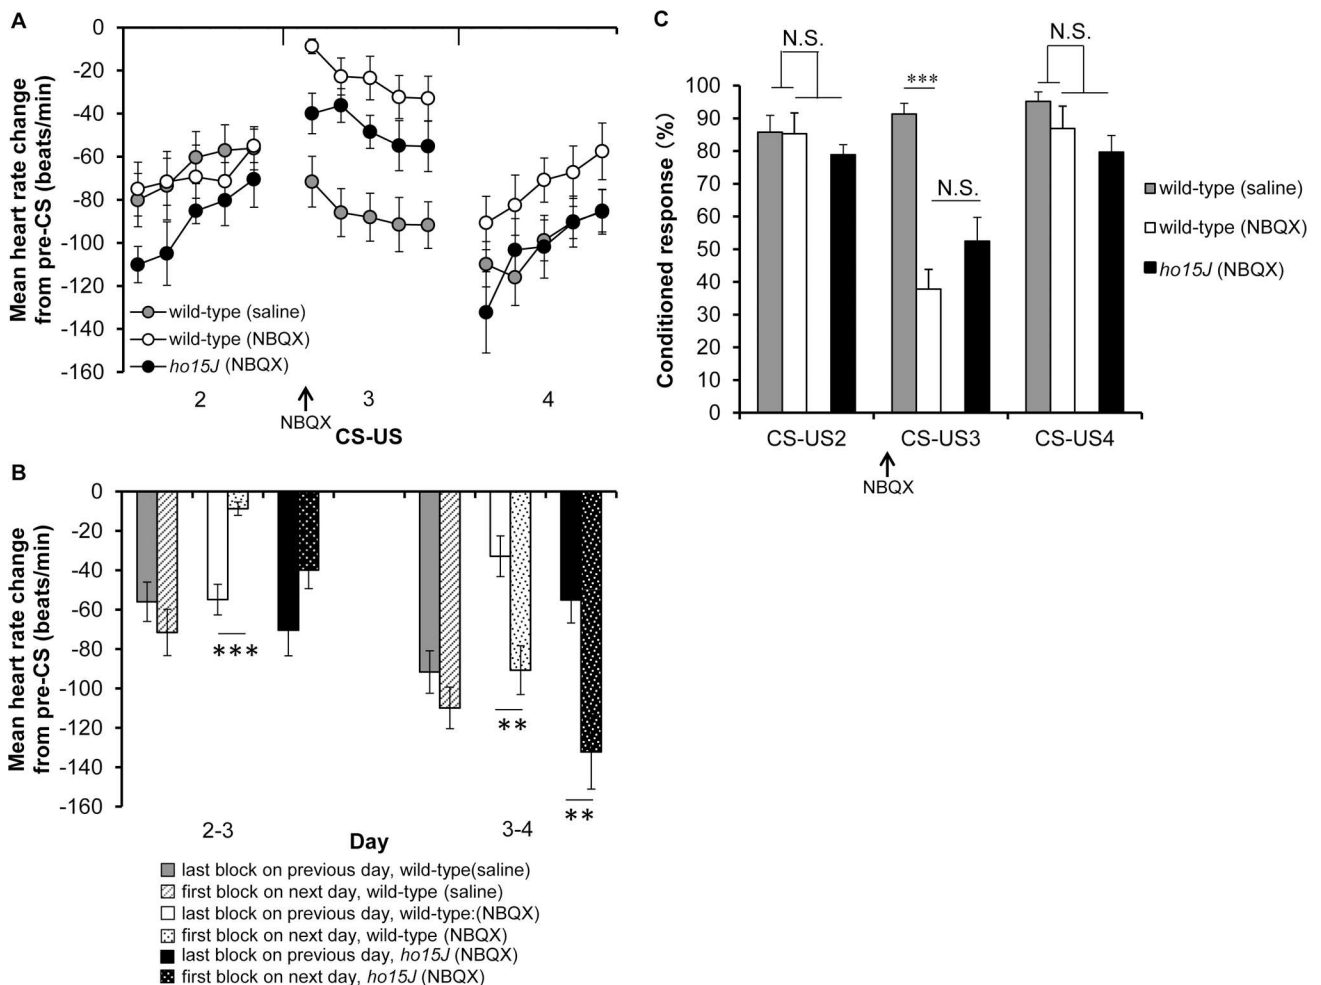 A
Mean heart rate change
from pre-CS (beats/min)
0
-20
-40
-60
-80
-100
-120
-140
-160
wild-type (saline)
wild-type (NBQX)
ho15J (NBQX)
2
3
4
NBQX
CS-US
B
Mean heart rate change
from pre-CS (beats/min)
0
-20
-40
-60
-80
-100
-120
-140
-160
***
**
**
2-3
3-4
Day
last block on previous day, wild-type(saline)
first block on next day, wild-type (saline)
last block on previous day, wild-type:(NBQX)
first block on next day, wild-type (NBQX)
last block on previous day, ho15J (NBQX)
first block on next day, ho15J (NBQX)
C
Conditioned response (%)
100
90
80
70
60
50
40
30
20
10
0
N.S.
***
N.S.
N.S.
CS-US2
CS-US3
CS-US4
NBQX
wild-type (saline)
wild-type (NBQX)
ho15J (NBQX)